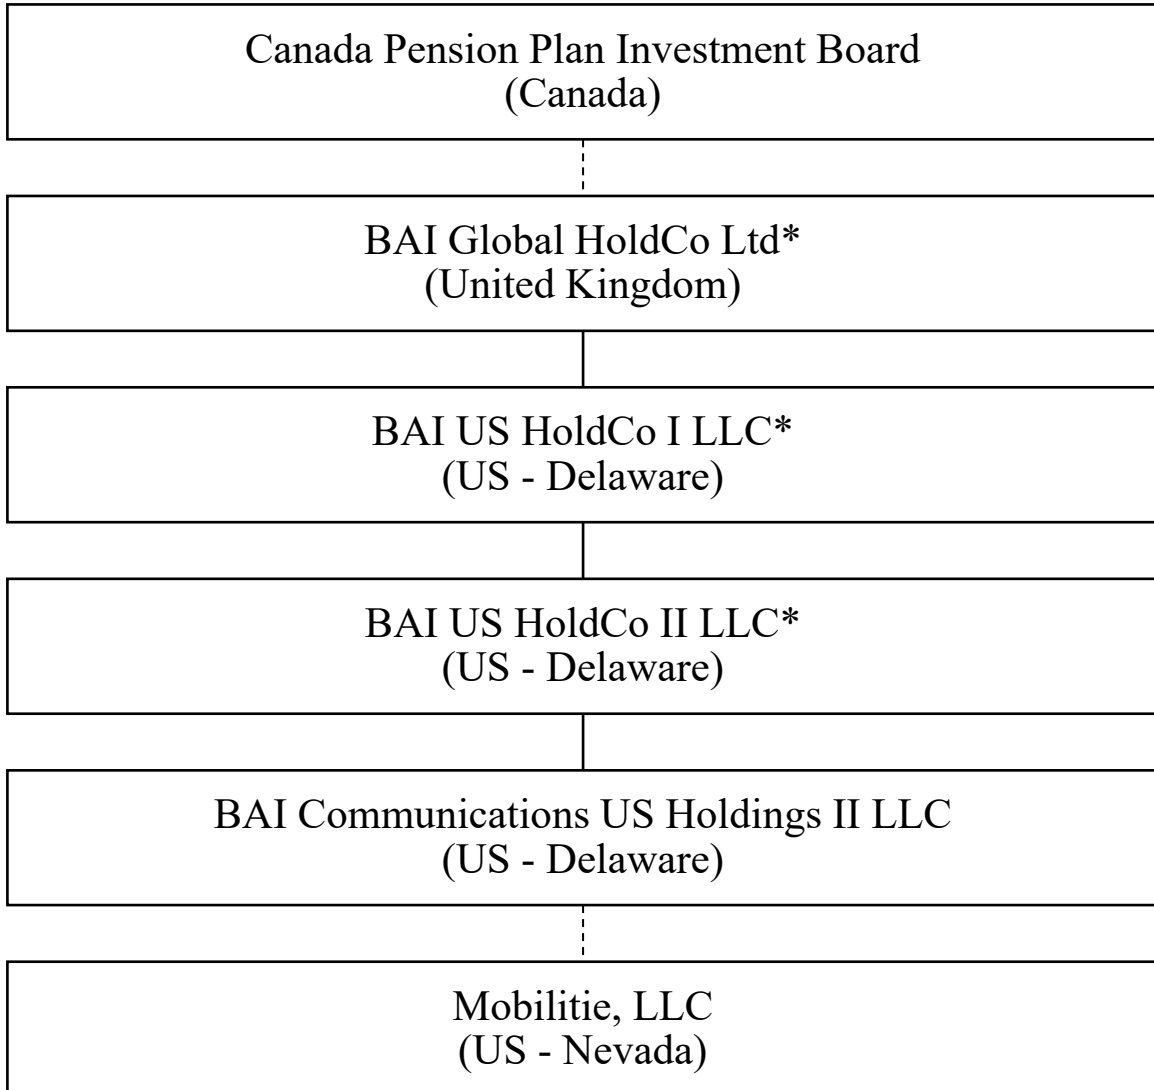 Canada Pension Plan Investment Board
(Canada)
BAI Global HoldCo Ltd*
(United Kingdom)
BAI US HoldCo I LLC*
(US - Delaware)
BAI US HoldCo II LLC*
(US - Delaware)
BAI Communications US Holdings II LLC
(US - Delaware)
Mobilitie, LLC
(US - Nevada)